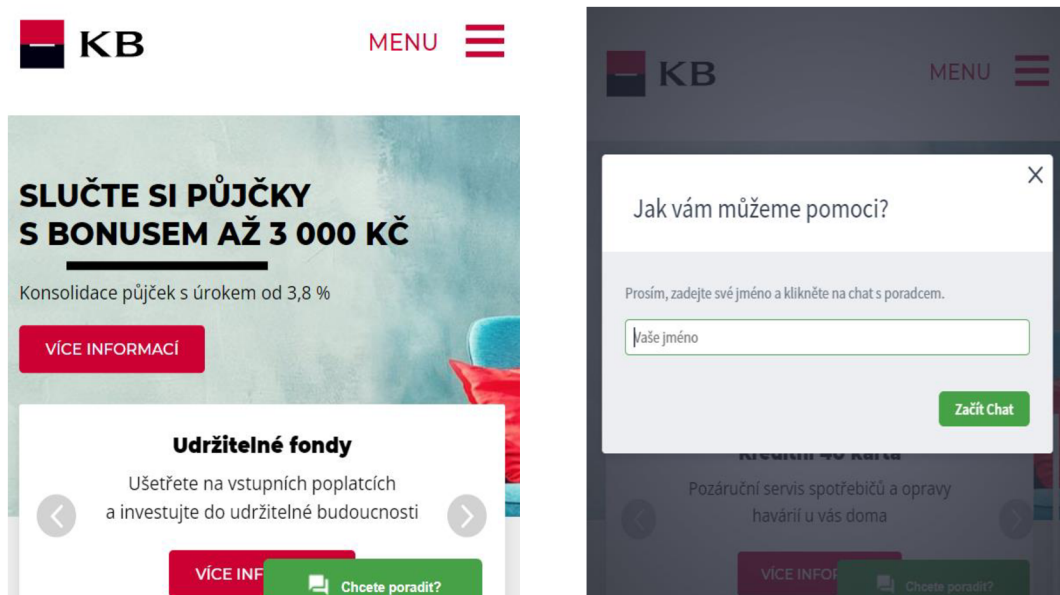 KB
MENU
SLUČTE SI PŮJČKY
S BONUSEM AŽ 3 000 KČ
Konsolidace půjček s úrokem od 3,8 %
VÍCE INFORMACÍ
Udržitelné fondy
Ušetřete na vstupních poplatcích
a investujte do udržitelné budoucnosti
VÍCE INF
Chcete poradit?
KB
MENU
X
Jak vám můžeme pomoci?
Prosím, zadejte své jméno a klikněte na chat s poradcem.
Vaše jméno
Začít Chat
Kreditní 40 karta
Pozáruční servis spotřebičů a opravy
havárií u vás doma
VÍCE INFOR
Chcete poradit?